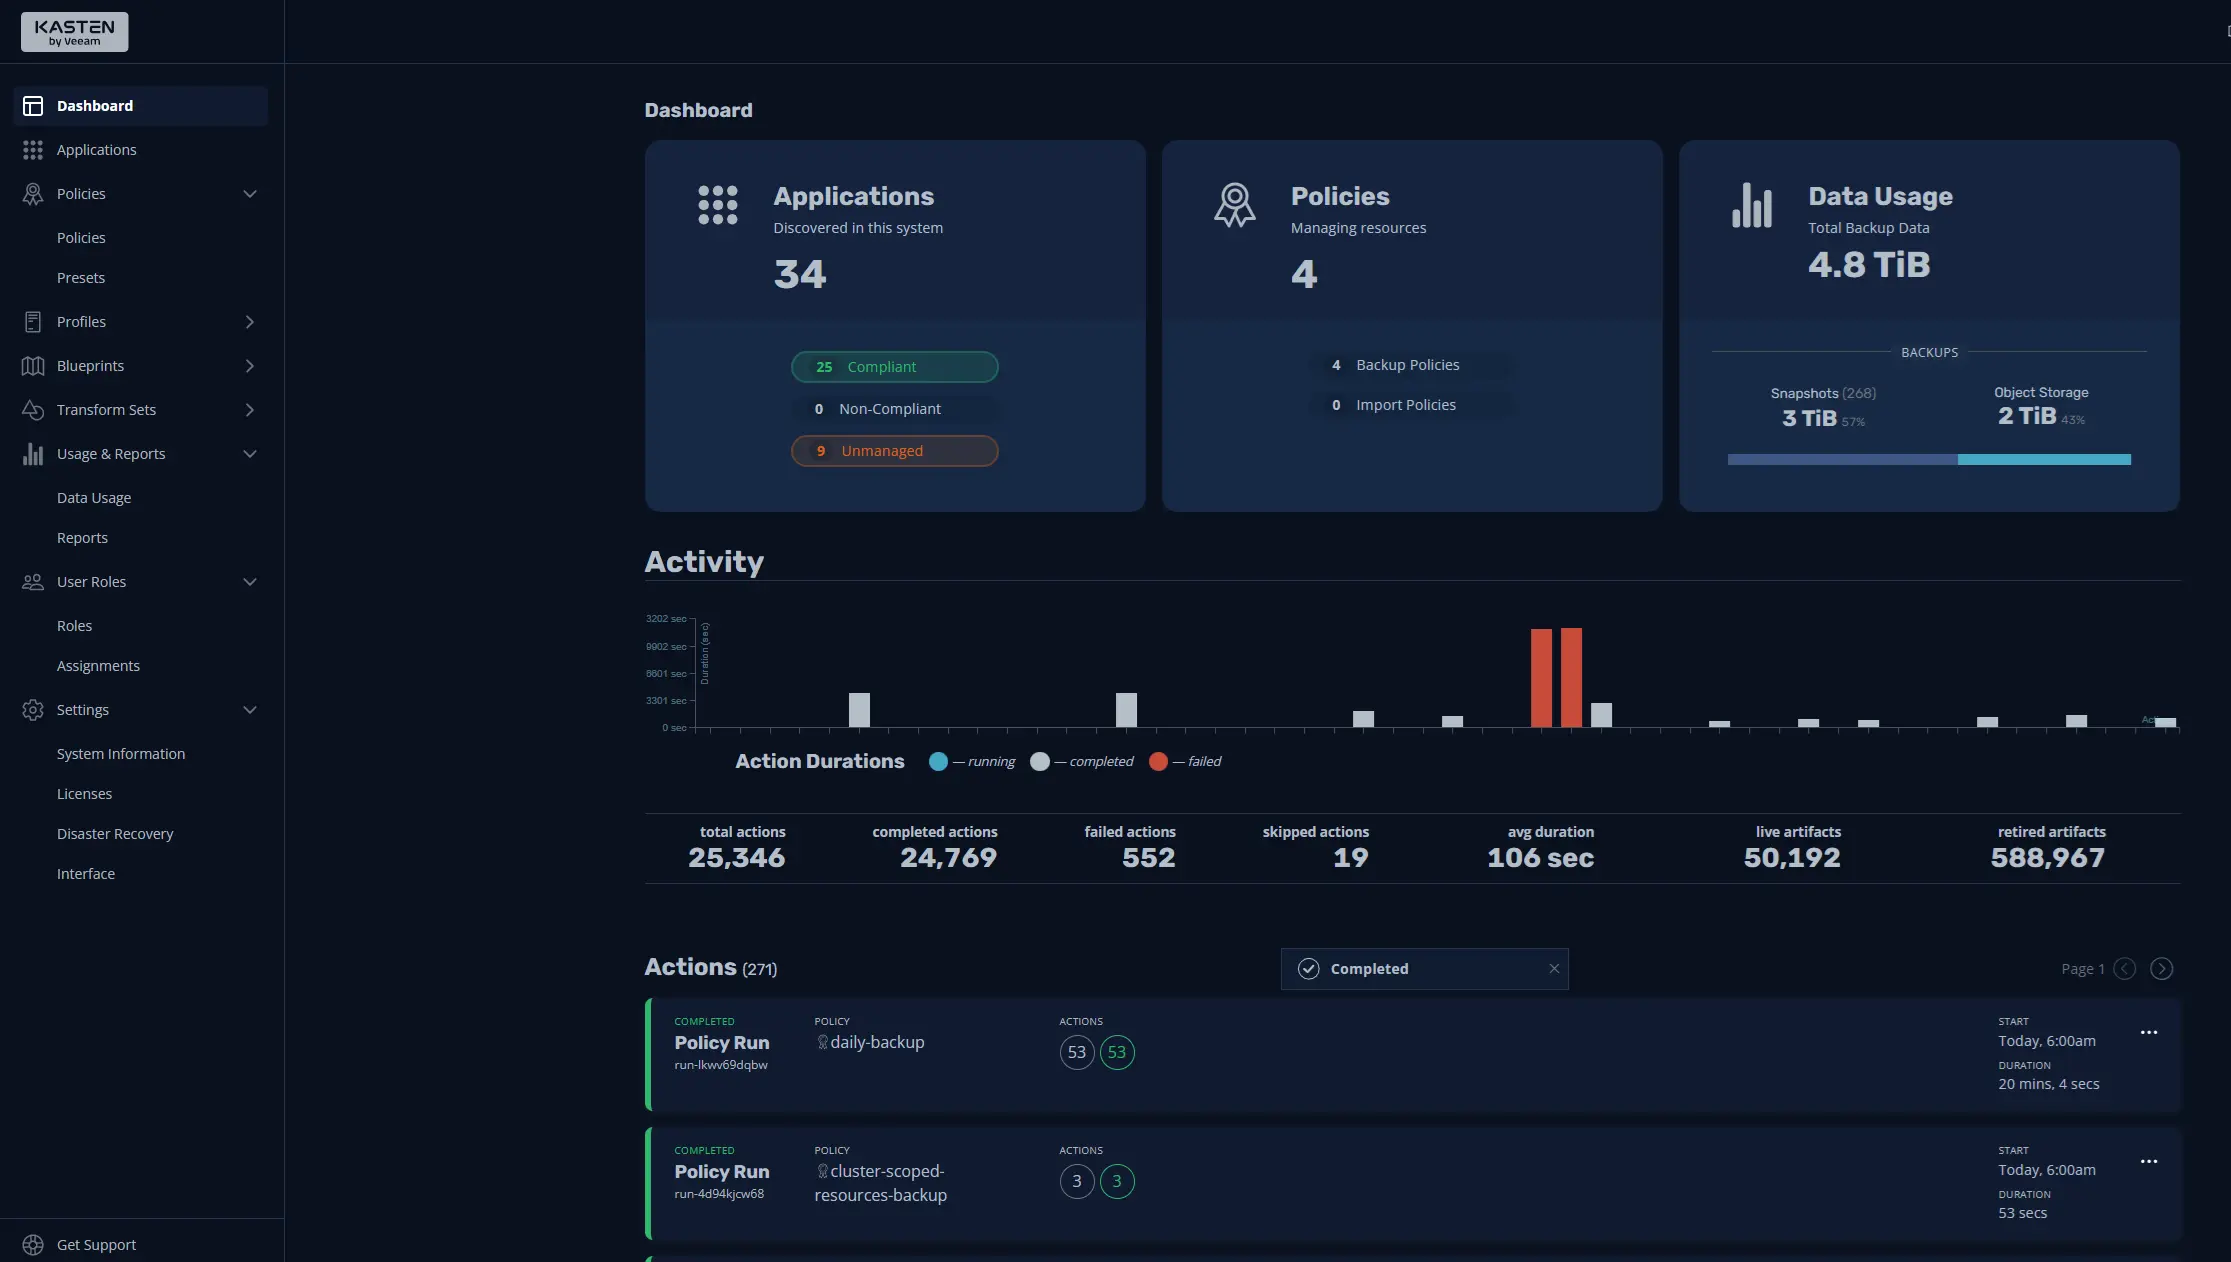 KASTEN
by Veeam
Dashboard
Applications
Policies
Policies
Presets
Profiles
Blueprints
Transform Sets
Usage & Reports
Data Usage
Reports
User Roles
Roles
Assignments
Settings
System Information
Licenses
Disaster Recovery
Interface
Get Support
Dashboard
Applications
Discovered in this system
34
25 Compliant
0 Non-Compliant
9 Unmanaged
Policies
Managing resources
4
4 Backup Policies
0 Import Policies
Data Usage
Total Backup Data
4.8 TiB
BACKUPS
Snapshots (268)
3 TiB 57%
Object Storage
2 TiB 43%
Activity
3202 sec
9902 sec
6601 sec
3301 sec
0 sec
Duration (sec)
Action Durations — running — completed — failed
total actions
25,346
completed actions
24,769
failed actions
552
skipped actions
19
avg duration
106 sec
live artifacts
50,192
retired artifacts
588,967
Actions (271)
Completed
Page 1
COMPLETED
Policy Run
run-lkwv69dqbw
POLICY
daily-backup
ACTIONS
53 53
START
Today, 6:00am
DURATION
20 mins, 4 secs
COMPLETED
Policy Run
run-4d94kjcw68
POLICY
cluster-scoped-
resources-backup
ACTIONS
3 3
START
Today, 6:00am
DURATION
53 secs